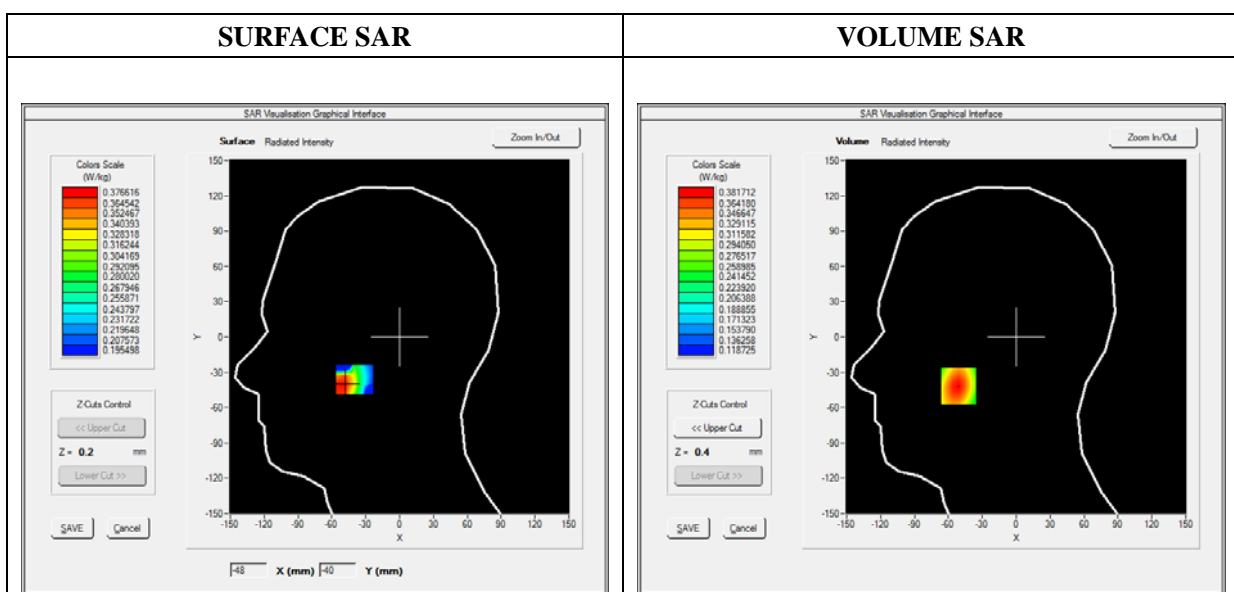 SURFACE SAR
VOLUME SAR
SAR Visualisation Graphical Interface
Surface Radiated Intensity
Zoom In/Out
Colors Scale
(W/kg)
0.376616
0.364542
0.352467
0.340393
0.328318
0.316244
0.304169
0.292095
0.280020
0.267946
0.255871
0.243797
0.231722
0.219648
0.207573
0.195498
Z-Cuts Control
<< Upper Cut
Z = 0.2 mm
Lower Cut >>
SAVE Cancel
Y
150
120
90
60
30
0
-30
-60
-90
-120
-150
-150 -120 -90 -60 -30 0 30 60 90 120 150
X
-48 X (mm) -40 Y (mm)
SAR Visualisation Graphical Interface
Volume Radiated Intensity
Zoom In/Out
Colors Scale
(W/kg)
0.381712
0.364180
0.346647
0.329115
0.311582
0.294050
0.276517
0.258985
0.241452
0.223920
0.206388
0.188855
0.171323
0.153790
0.136258
0.118725
Z-Cuts Control
<< Upper Cut
Z = 0.4 mm
Lower Cut >>
SAVE Cancel
Y
150
120
90
60
30
0
-30
-60
-90
-120
-150
-150 -120 -90 -60 -30 0 30 60 90 120 150
X